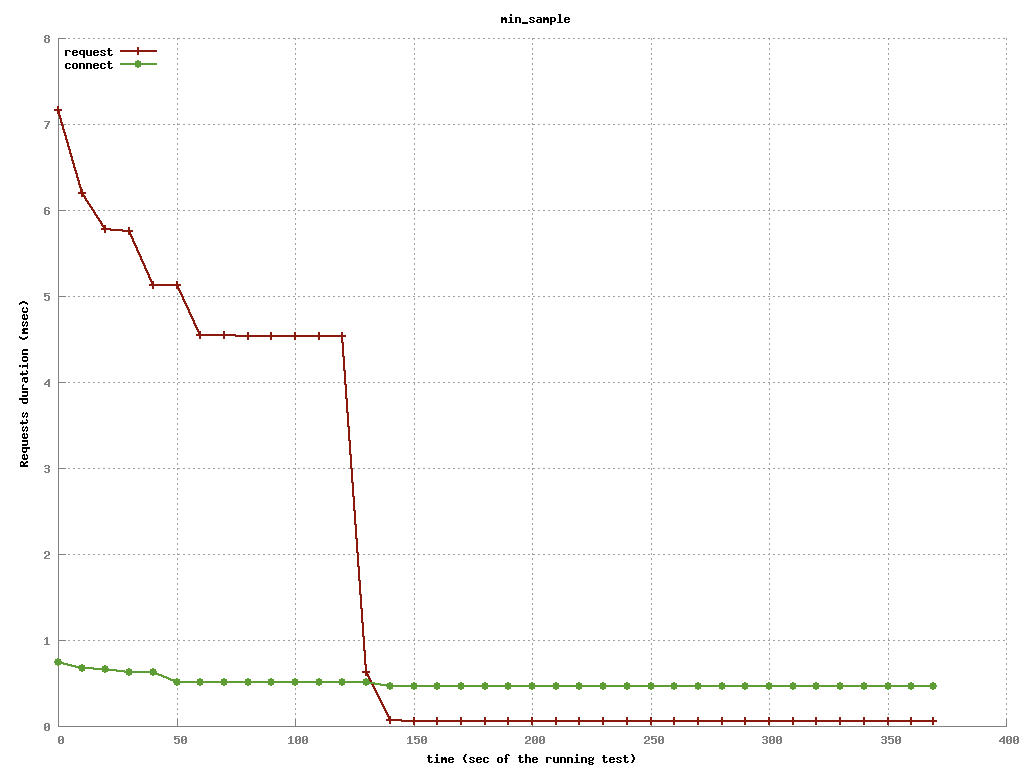 min_sample
request
connect
8
7
6
5
4
3
2
1
0
Requests duration (msec)
0 50 100 150 200 250 300 350 400
time (sec of the running test)